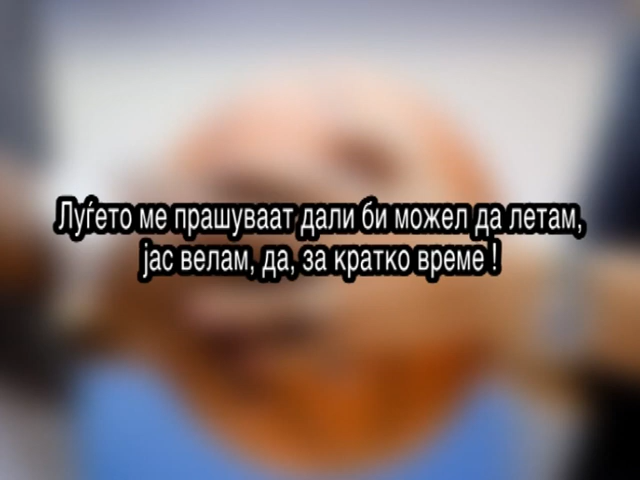 Луѓето ме прашуваат дали би можел да летам,
јас велам, да, за кратко време !